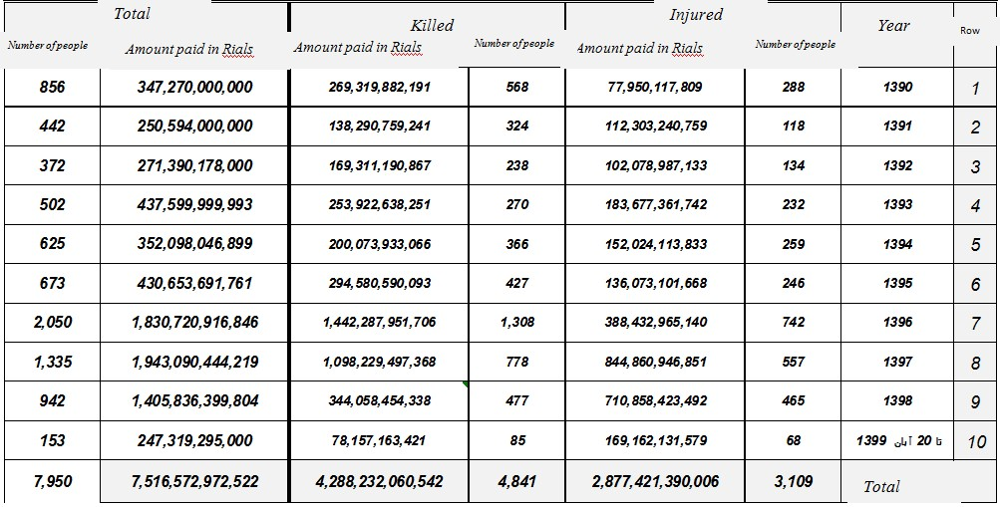 Total Killed Injured Year Row
Number of people Amount paid in Rials Amount paid in Rials Number of people Amount paid in Rials Number of people
856 347,270,000,000 269,319,882,191 568 77,950,117,809 288 1390 1
442 250,594,000,000 138,290,759,241 324 112,303,240,759 118 1391 2
372 271,390,178,000 169,311,190,867 238 102,078,987,133 134 1392 3
502 437,599,999,993 253,922,638,251 270 183,677,361,742 232 1393 4
625 352,098,046,899 200,073,933,066 366 152,024,113,833 259 1394 5
673 430,653,691,761 294,580,590,093 427 136,073,101,668 246 1395 6
2,050 1,830,720,916,846 1,442,287,951,706 1,308 388,432,965,140 742 1396 7
1,335 1,943,090,444,219 1,098,229,497,368 778 844,860,946,851 557 1397 8
942 1,405,836,399,804 344,058,454,338 477 710,858,423,492 465 1398 9
153 247,319,295,000 78,157,163,421 85 169,162,131,579 68 تا 20 آبان 1399 10
7,950 7,516,572,972,522 4,288,232,060,542 4,841 2,877,421,390,006 3,109 Total